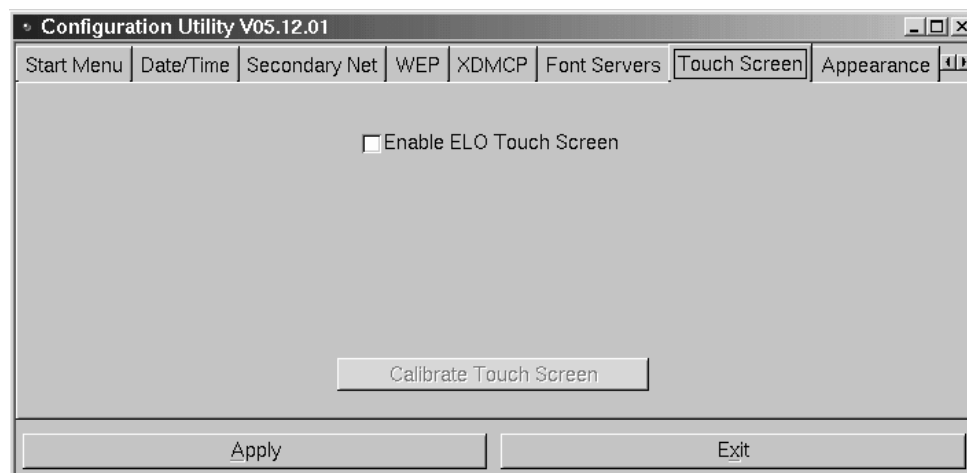 Configuration Utility V05.12.01
Start Menu Date/Time Secondary Net WEP XDMCP Font Servers Touch Screen Appearance
Enable ELO Touch Screen
Calibrate Touch Screen
Apply Exit